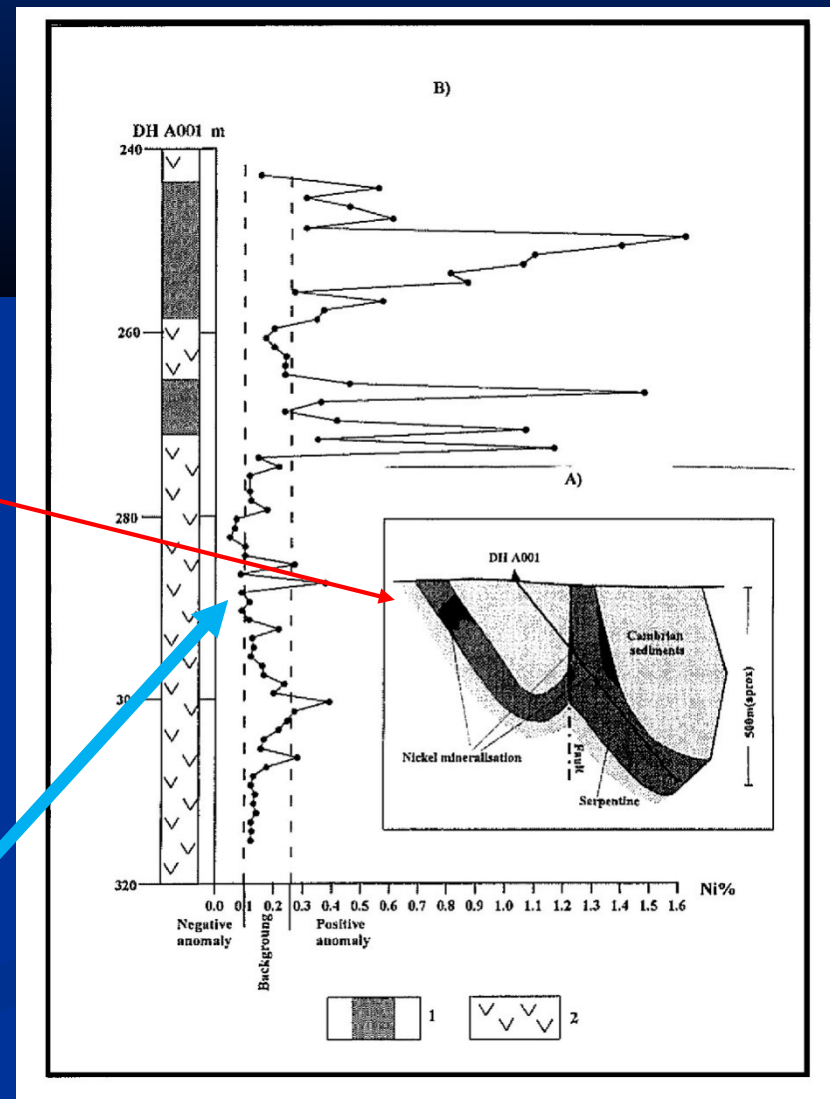 B)
DH A001 m
240
260
280
300
320
A)
DH A001
Cambrian
sediments
500m(aprox)
Nickel mineralisation
Fault
Serpentine
0.0 0.1 0.2 0.3 0.4 0.5 0.6 0.7 0.8 0.9 1.0 1.1 1.2 1.3 1.4 1.5 1.6
Ni%
Negative
anomaly
Backgroung
Positive
anomaly
1
2